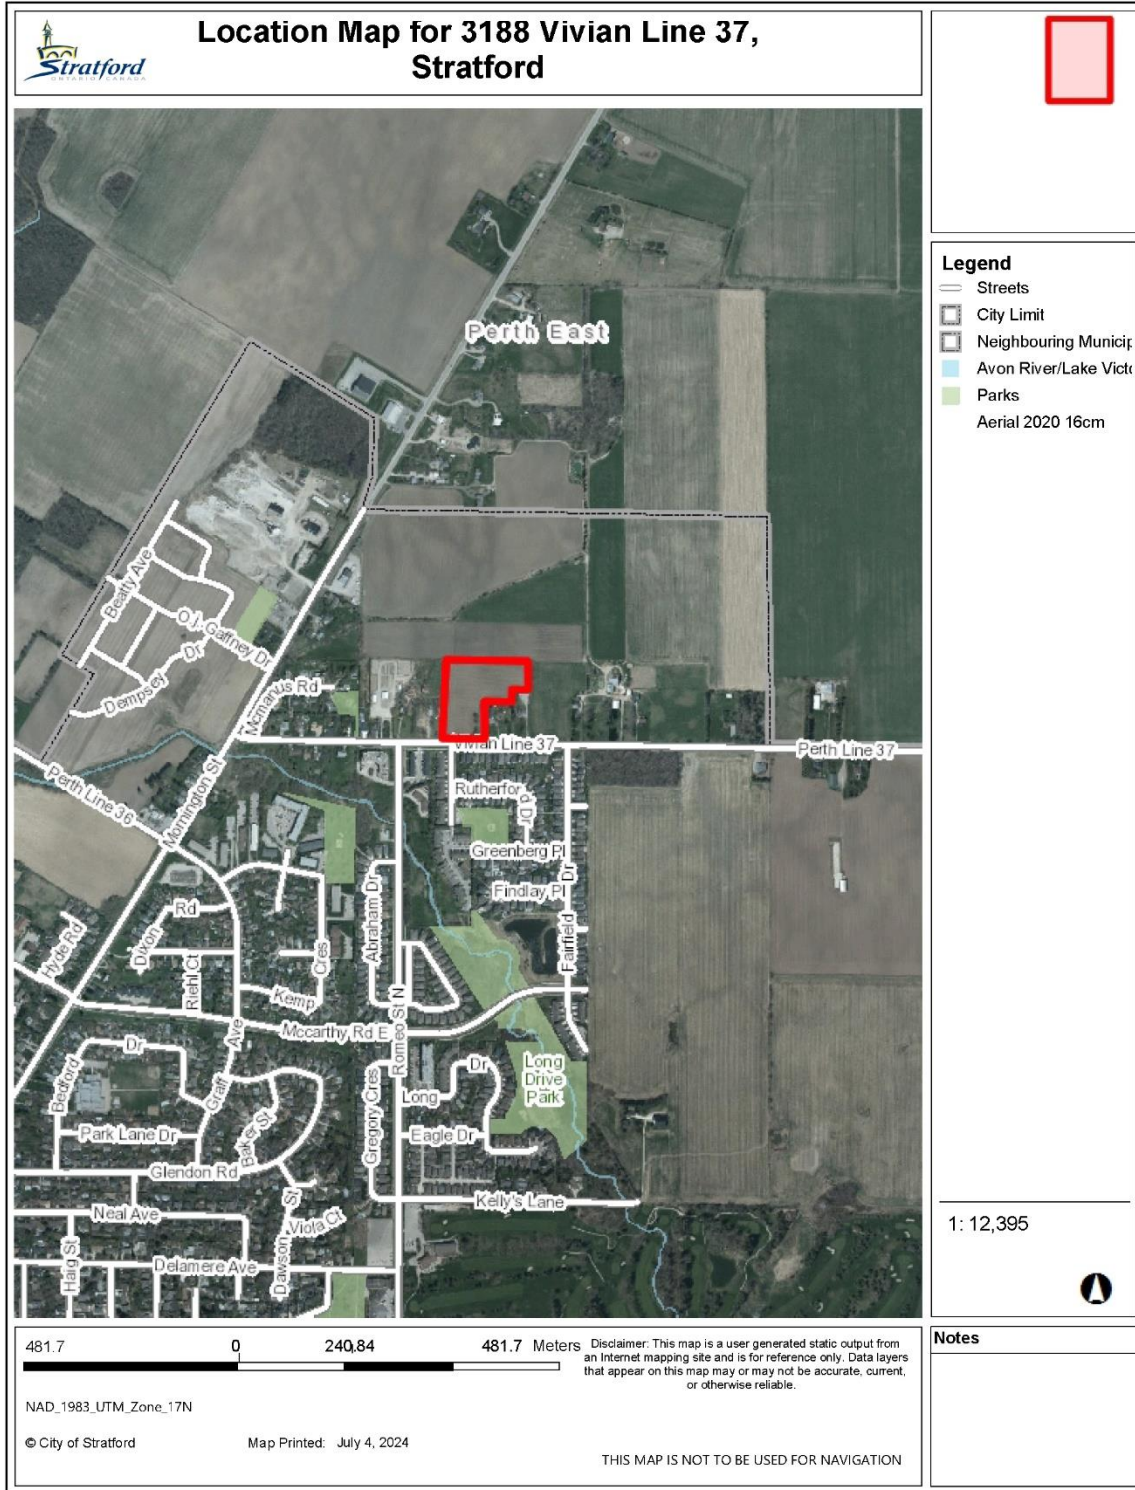 Stratford
ONTARIO CANADA
Location Map for 3188 Vivian Line 37,
Stratford
Legend
Streets
City Limit
Neighbouring Municip
Avon River/Lake Victo
Parks
Aerial 2020 16cm
1: 12,395
Notes
Perth East
Beatty Ave
O.J. Gaffney Dr
Dempsey Dr
Mcmanus Rd
Vivian Line 37
Perth Line 37
Perth Line 36
Mornington St
Rutherford Dr
Greenberg Pl
Findlay Pl
Fairfield Dr
Abraham Dr
Romeo St N
Hyde Rd
Dixon Rd
Riehl Ct
Kemp Cres
Mccarthy Rd E
Graff Ave
Bedford Dr
Long Dr
Long
Drive
Park
Gregory Cres
Eagle Dr
Park Lane Dr
Baker St
Glendon Rd
Kelly's Lane
Neal Ave
Viola Ct
Dawson St
Haig St
Delamere Ave
481.7 0 240.84 481.7 Meters
NAD_1983_UTM_Zone_17N
© City of Stratford
Map Printed: July 4, 2024
Disclaimer: This map is a user generated static output from
an Internet mapping site and is for reference only. Data layers
that appear on this map may or may not be accurate, current,
or otherwise reliable.
THIS MAP IS NOT TO BE USED FOR NAVIGATION